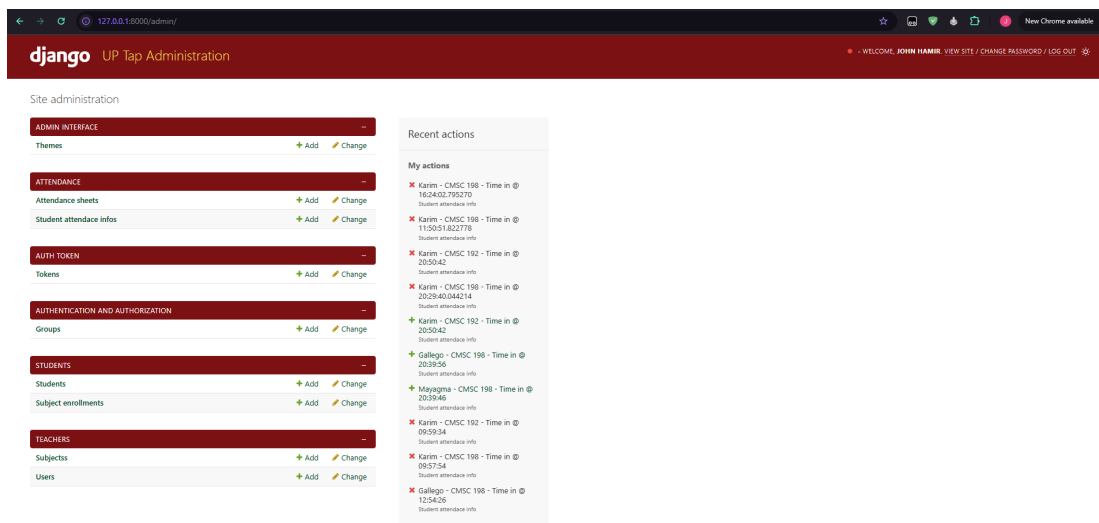 127.0.0.1:8000/admin/
New Chrome available
django UP Tap Administration
- WELCOME, JOHN HAMIR. VIEW SITE / CHANGE PASSWORD / LOG OUT
Site administration
ADMIN INTERFACE
Themes + Add Change
ATTENDANCE
Attendance sheets + Add Change
Student attendace infos + Add Change
AUTH TOKEN
Tokens + Add Change
AUTHENTICATION AND AUTHORIZATION
Groups + Add Change
STUDENTS
Students + Add Change
Subject enrollments + Add Change
TEACHERS
Subjectss + Add Change
Users + Add Change
Recent actions
My actions
Karim - CMSC 198 - Time in @
16:24:02.795270
Student attendace info
Karim - CMSC 198 - Time in @
11:50:51.822778
Student attendace info
Karim - CMSC 192 - Time in @
20:50:42
Student attendace info
Karim - CMSC 198 - Time in @
20:29:40.044214
Student attendace info
Karim - CMSC 192 - Time in @
20:50:42
Student attendace info
Gallego - CMSC 198 - Time in @
20:39:56
Student attendace info
Mayagma - CMSC 198 - Time in @
20:39:46
Student attendace info
Karim - CMSC 192 - Time in @
09:59:34
Student attendace info
Karim - CMSC 198 - Time in @
09:57:54
Student attendace info
Gallego - CMSC 198 - Time in @
12:54:26
Student attendace info